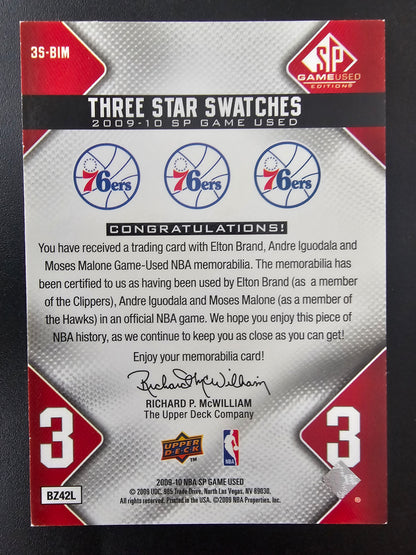 3S-BIM
SP
GAMEUSED
EDITION®
THREE STAR SWATCHES
2009-10 SP GAME USED
76ers 76ers 76ers
CONGRATULATIONS!
You have received a trading card with Elton Brand, Andre Iguodala and
Moses Malone Game-Used NBA memorabilia. The memorabilia has
been certified to us as having been used by Elton Brand (as a member
of the Clippers), Andre Iguodala and Moses Malone (as a member of
the Hawks) in an official NBA game. We hope you enjoy this piece of
NBA history, as we continue to keep you as close as you can get!
Enjoy your memorabilia card!
Richard P. McWilliam
RICHARD P. McWILLIAM
The Upper Deck Company
3 3
UPPER DECK TM
NBA
BZ42L
2009-10 NBA SP GAME USED
© 2009 UDC, 985 Trade Drive, North Las Vegas, NV 89030.
All rights reserved. Printed in the USA. ©2009 NBA Properties, Inc.